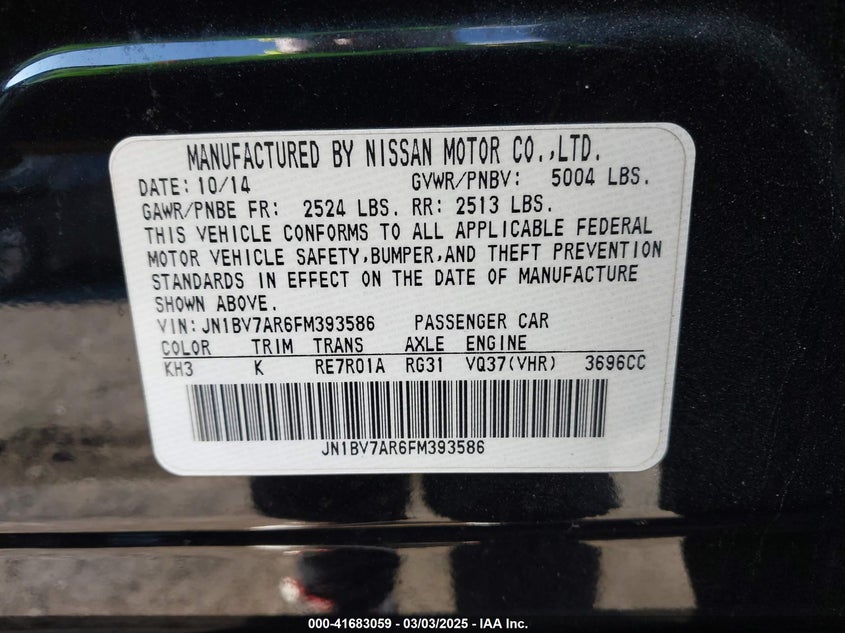 MANUFACTURED BY NISSAN MOTOR CO.,LTD.
DATE: 10/14 GVWR/PNBV: 5004 LBS.
GAWR/PNBE FR: 2524 LBS. RR: 2513 LBS.
THIS VEHICLE CONFORMS TO ALL APPLICABLE FEDERAL
MOTOR VEHICLE SAFETY,BUMPER,AND THEFT PREVENTION
STANDARDS IN EFFECT ON THE DATE OF MANUFACTURE
SHOWN ABOVE.
VIN:JN1BV7AR6FM393586 PASSENGER CAR
COLOR TRIM TRANS AXLE ENGINE
KH3 K RE7R01A RG31 VQ37(VHR) 3696CC
JN1BV7AR6FM393586
000-41683059 - 03/03/2025 - IAA Inc.